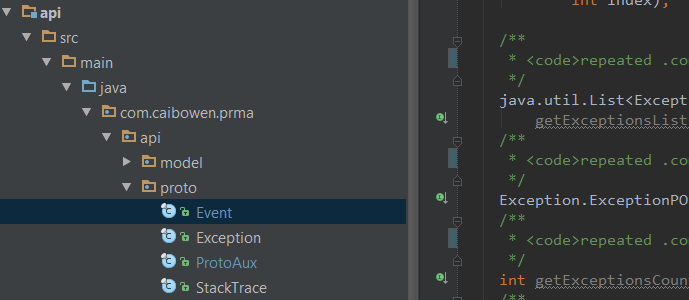 api
src
main
java
com.caibowen.prma
api
model
proto
Event
Exception
ProtoAux
StackTrace
int index);
/**
* <code>repeated .co
*/
java.util.List<Except
getExceptionsList
/**
* <code>repeated .co
*/
Exception.ExceptionPO
/**
* <code>repeated .co
*/
int getExceptionsCoun
/**